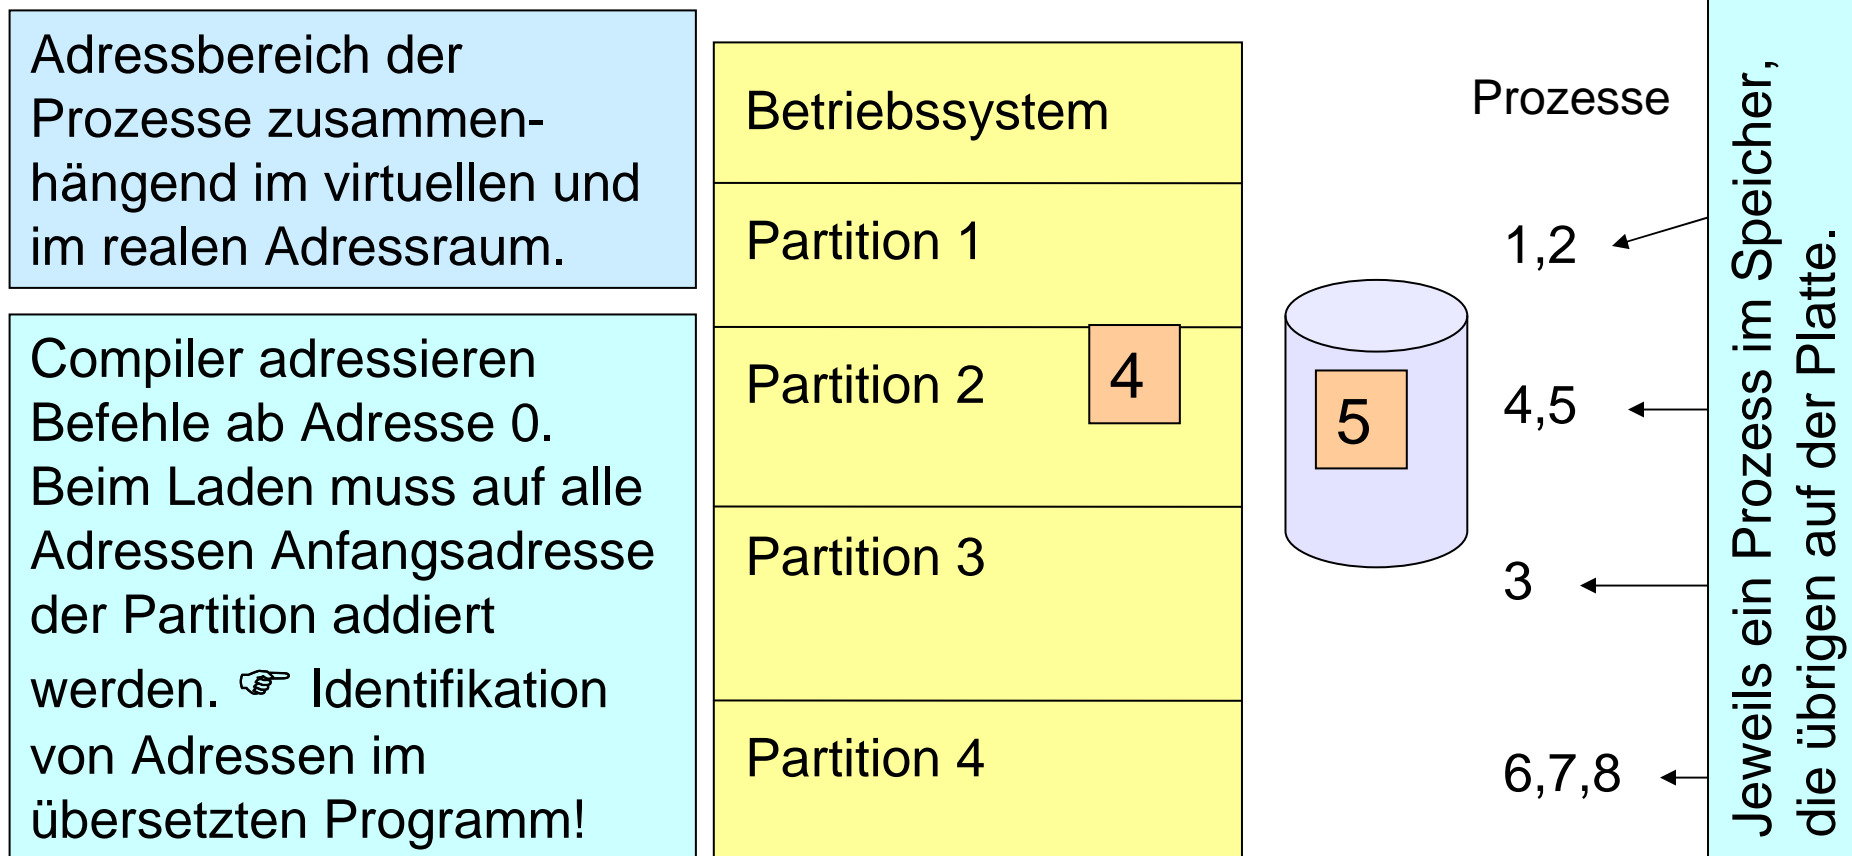 Adressbereich der
Prozesse zusammen-
hängend im virtuellen und
im realen Adressraum.
Compiler adressieren
Befehle ab Adresse 0.
Beim Laden muss auf alle
Adressen Anfangsadresse
der Partition addiert
werden. ☞ Identifikation
von Adressen im
übersetzten Programm!
Betriebssystem
Partition 1
Partition 2
4
Partition 3
Partition 4
5
Prozesse
1,2
4,5
3
6,7,8
Jeweils ein Prozess im Speicher,
die übrigen auf der Platte.